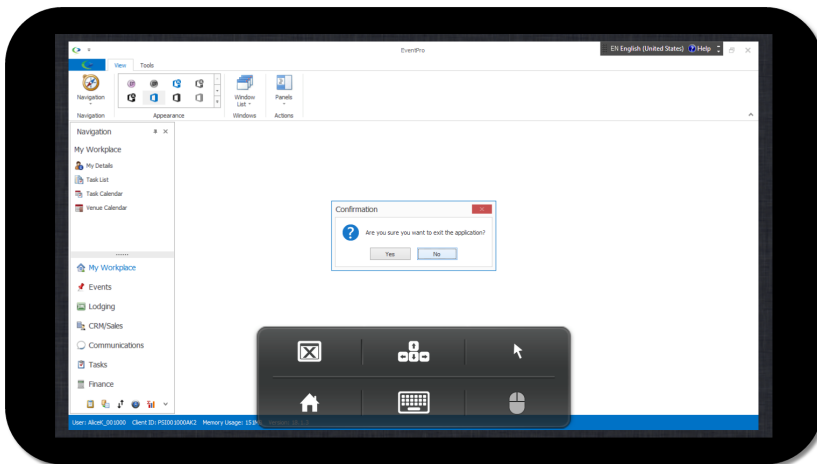 EventPro
EN English (United States) Help
View Tools
Navigation
Window
List
Panels
Navigation Appearance Windows Actions
Navigation
My Workplace
My Details
Task List
Task Calendar
Venue Calendar
Confirmation
Are you sure you want to exit the application?
Yes No
My Workplace
Events
Lodging
CRM/Sales
Communications
Tasks
Finance
User: AliceK_001000 Client ID: PSI001000AK2 Memory Usage: 151